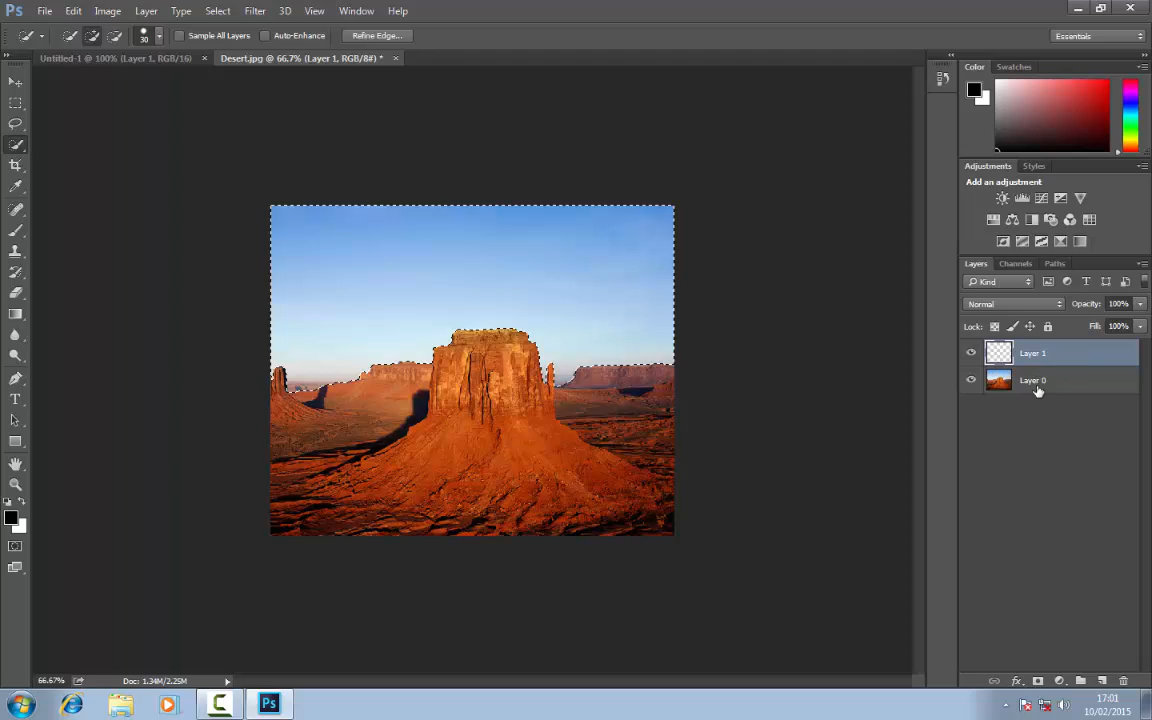 Ps File Edit Image Layer Type Select Filter 3D View Window Help
30 Sample All Layers Auto-Enhance Refine Edge... Essentials
Untitled-1 @ 100% (Layer 1, RGB/16) × Desert.jpg @ 66.7% (Layer 1, RGB/8#) * ×
Color Swatches
Adjustments Styles
Add an adjustment
Layers Channels Paths
Kind
Normal Opacity: 100%
Lock: Fill: 100%
Layer 1
Layer 0
T
66.67% Doc: 1.34M/2.25M
Ps
17:01
10/02/2015